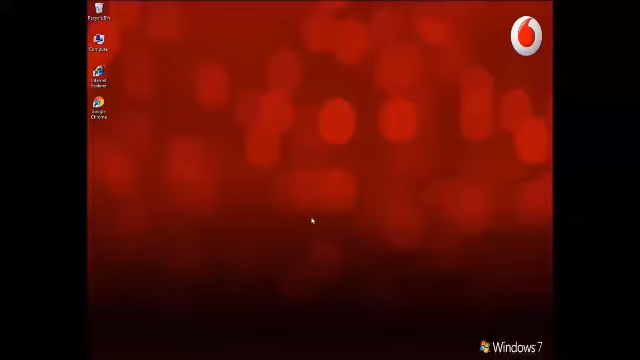 Recycle Bin
Computer
Internet
Explorer
Google
Chrome
Windows 7